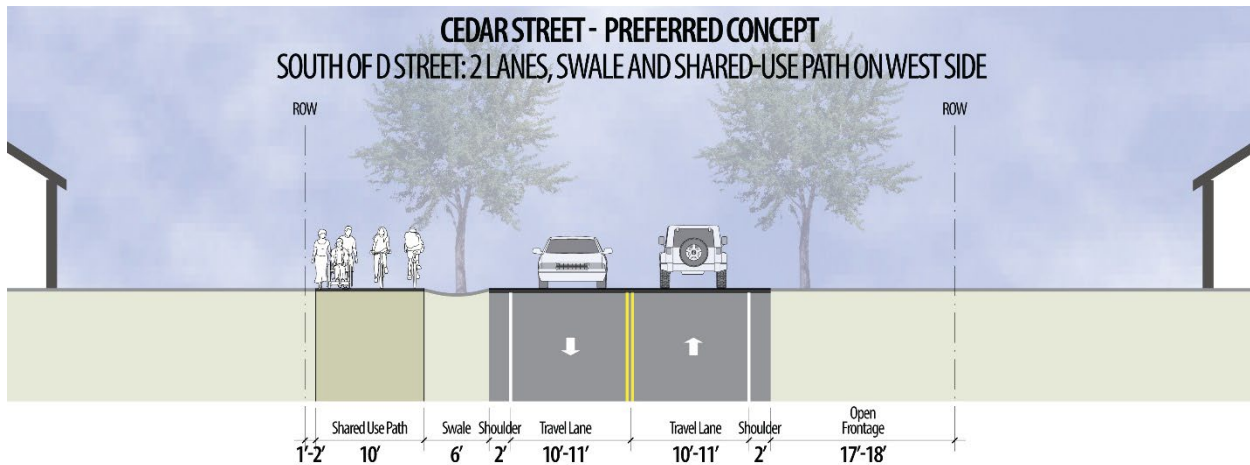 CEDAR STREET - PREFERRED CONCEPT
SOUTH OF D STREET: 2 LANES, SWALE AND SHARED-USE PATH ON WEST SIDE
ROW
ROW
Shared Use Path
Swale
Shoulder
Travel Lane
Travel Lane
Shoulder
Open
Frontage
1'-2'
10'
6'
2'
10'-11'
10'-11'
2'
17'-18'